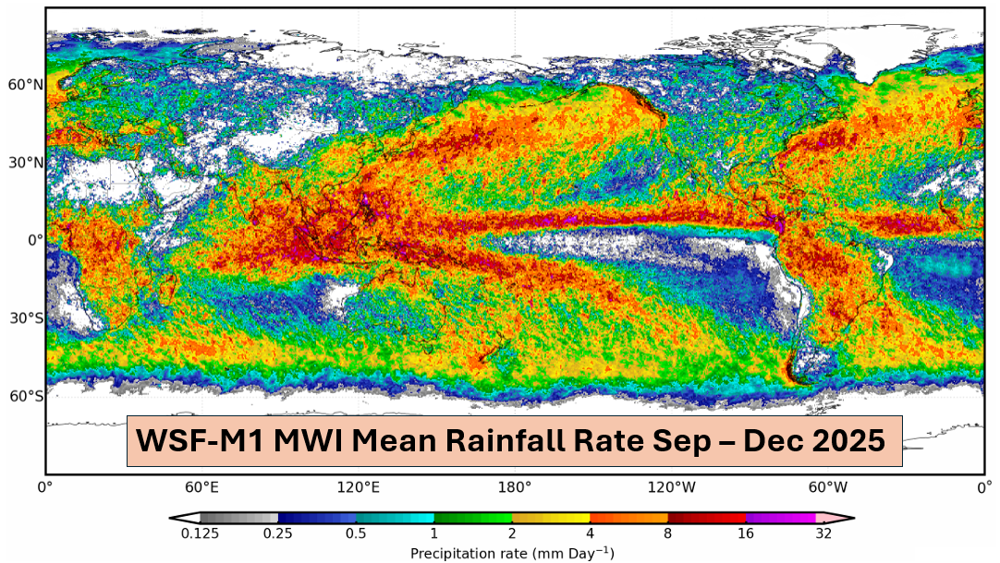 60°N
30°N
0°
30°S
60°S
WSF-M1 MWI Mean Rainfall Rate Sep – Dec 2025
0° 60°E 120°E 180° 120°W 60°W 0°
0.125 0.25 0.5 1 2 4 8 16 32
Precipitation rate (mm Day⁻¹)